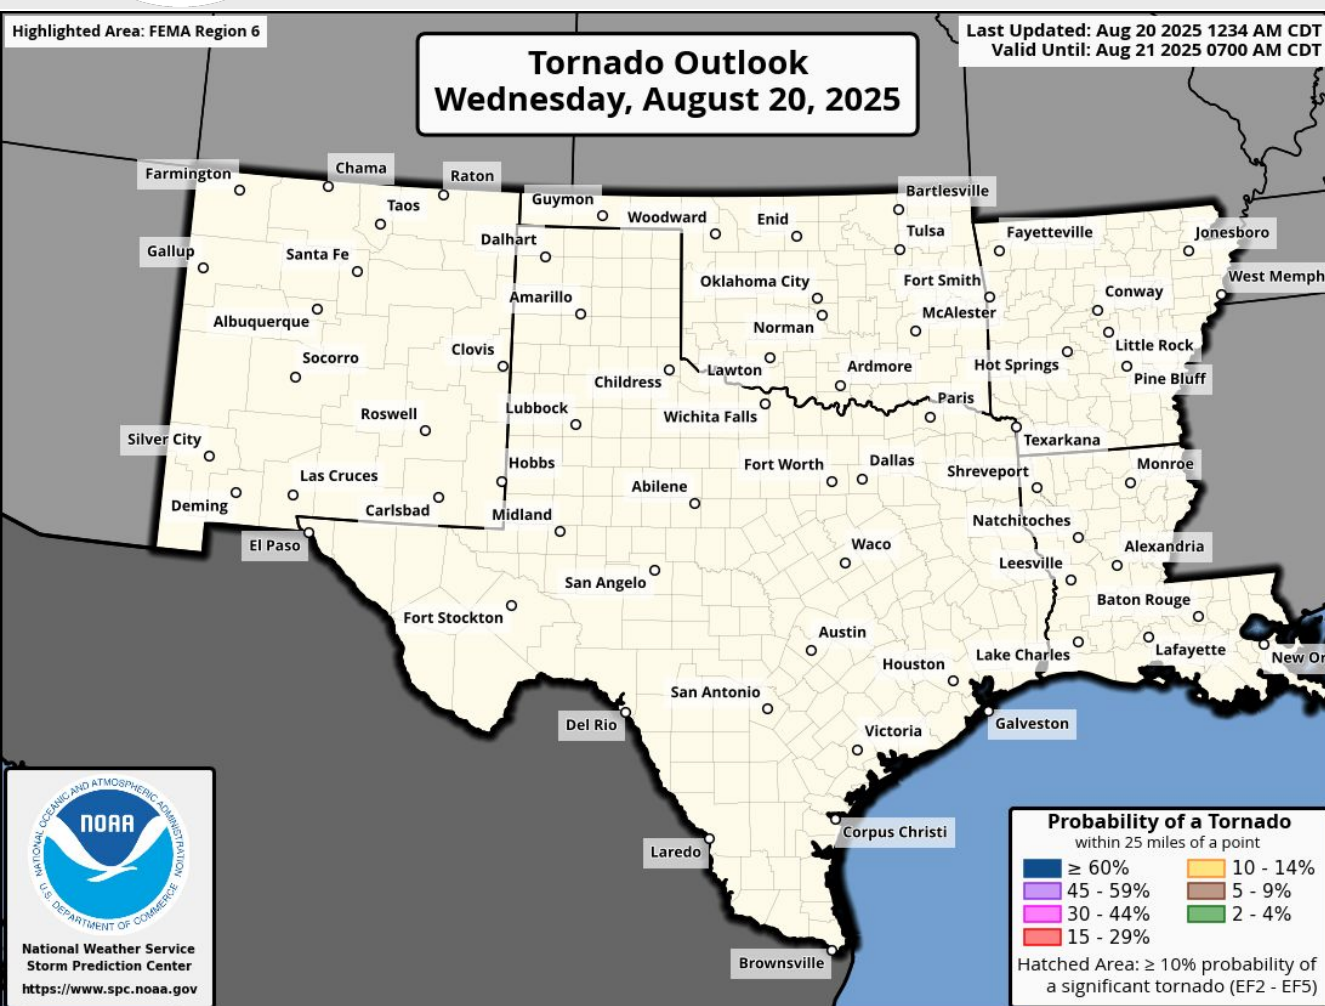 Highlighted Area: FEMA Region 6
Last Updated: Aug 20 2025 1234 AM CDT
Valid Until: Aug 21 2025 0700 AM CDT
Tornado Outlook
Wednesday, August 20, 2025
Farmington
Chama
Raton
Taos
Guymon
Woodward
Enid
Bartlesville
Tulsa
Fayetteville
Jonesboro
Gallup
Santa Fe
Dalhart
Oklahoma City
Fort Smith
West Memph
Conway
Amarillo
Albuquerque
Norman
McAlester
Little Rock
Socorro
Clovis
Childress
Lawton
Ardmore
Hot Springs
Pine Bluff
Roswell
Lubbock
Wichita Falls
Paris
Texarkana
Silver City
Las Cruces
Hobbs
Fort Worth
Dallas
Shreveport
Monroe
Deming
Carlsbad
Midland
Abilene
Natchitoches
El Paso
Waco
Leesville
Alexandria
San Angelo
Baton Rouge
Fort Stockton
Austin
Houston
Lake Charles
Lafayette
New Or
San Antonio
Del Rio
Victoria
Galveston
Corpus Christi
Laredo
Brownsville
NATIONAL OCEANIC AND ATMOSPHERIC ADMINISTRATION
NOAA
U.S. DEPARTMENT OF COMMERCE
National Weather Service
Storm Prediction Center
https://www.spc.noaa.gov
Probability of a Tornado
within 25 miles of a point
≥ 60%
10 - 14%
45 - 59%
5 - 9%
30 - 44%
2 - 4%
15 - 29%
Hatched Area: ≥ 10% probability of
a significant tornado (EF2 - EF5)